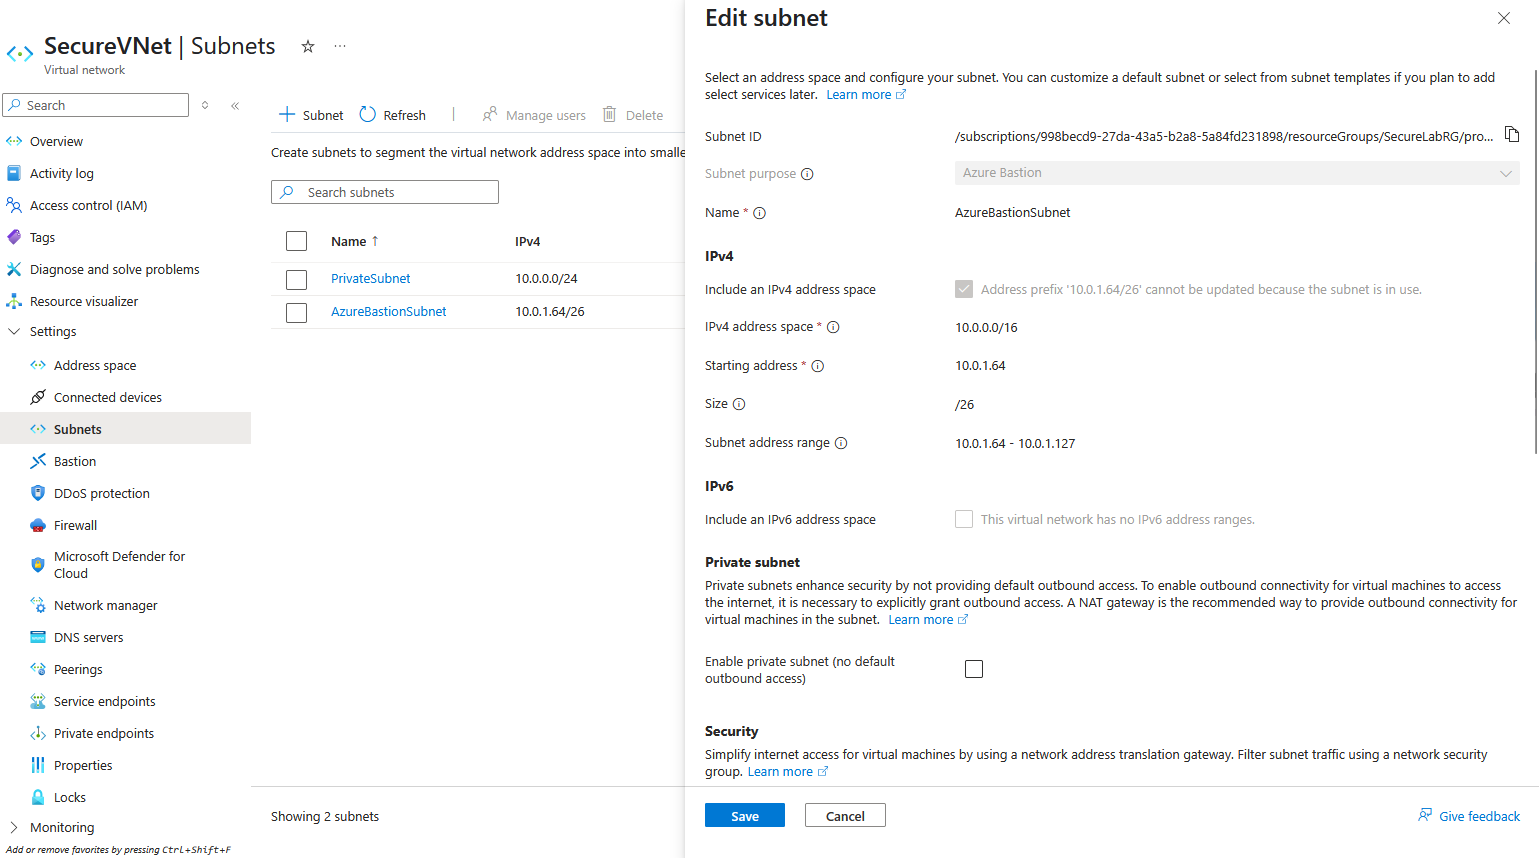 SecureVNet | Subnets
Virtual network
Search
Overview
Activity log
Access control (IAM)
Tags
Diagnose and solve problems
Resource visualizer
Settings
Address space
Connected devices
Subnets
Bastion
DDoS protection
Firewall
Microsoft Defender for
Cloud
Network manager
DNS servers
Peerings
Service endpoints
Private endpoints
Properties
Locks
Monitoring
Add or remove favorites by pressing Ctrl+Shift+F
Subnet Refresh Manage users Delete
Create subnets to segment the virtual network address space into smalle
Search subnets
Name ↑ IPv4
PrivateSubnet 10.0.0.0/24
AzureBastionSubnet 10.0.1.64/26
Showing 2 subnets
Edit subnet
Select an address space and configure your subnet. You can customize a default subnet or select from subnet templates if you plan to add
select services later. Learn more
Subnet ID /subscriptions/998becd9-27da-43a5-b2a8-5a84fd231898/resourceGroups/SecureLabRG/pro...
Subnet purpose Azure Bastion
Name * AzureBastionSubnet
IPv4
Include an IPv4 address space Address prefix '10.0.1.64/26' cannot be updated because the subnet is in use.
IPv4 address space * 10.0.0.0/16
Starting address * 10.0.1.64
Size /26
Subnet address range 10.0.1.64 - 10.0.1.127
IPv6
Include an IPv6 address space This virtual network has no IPv6 address ranges.
Private subnet
Private subnets enhance security by not providing default outbound access. To enable outbound connectivity for virtual machines to access
the internet, it is necessary to explicitly grant outbound access. A NAT gateway is the recommended way to provide outbound connectivity for
virtual machines in the subnet. Learn more
Enable private subnet (no default
outbound access)
Security
Simplify internet access for virtual machines by using a network address translation gateway. Filter subnet traffic using a network security
group. Learn more
Save Cancel Give feedback